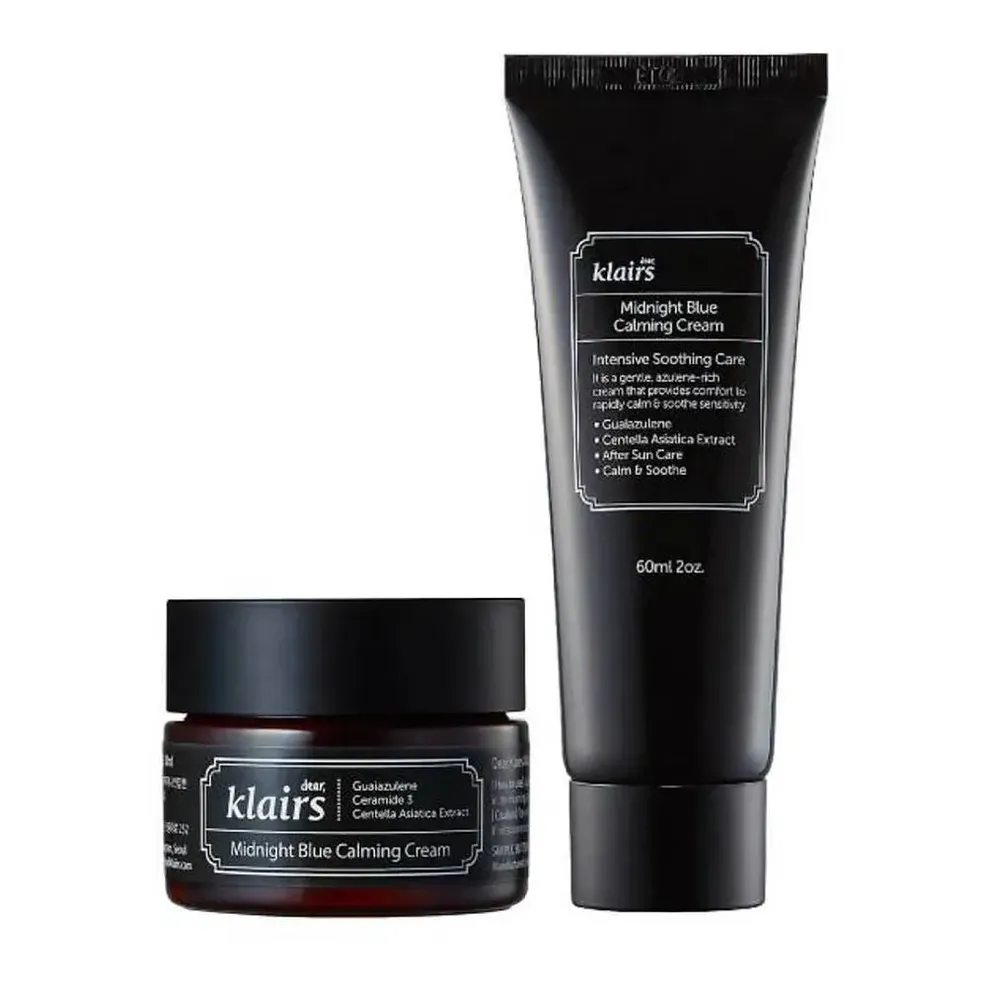 dear,
klairs
Midnight Blue
Calming Cream
Intensive Soothing Care
It is a gentle, azulene-rich
cream that provides comfort to
rapidly calm & soothe sensitivity
• Guaiazulene
• Centella Asiatica Extract
• After Sun Care
• Calm & Soothe
60ml 2oz.
dear,
klairs
Guaiazulene
Ceramide 3
Centella Asiatica Extract
Midnight Blue Calming Cream